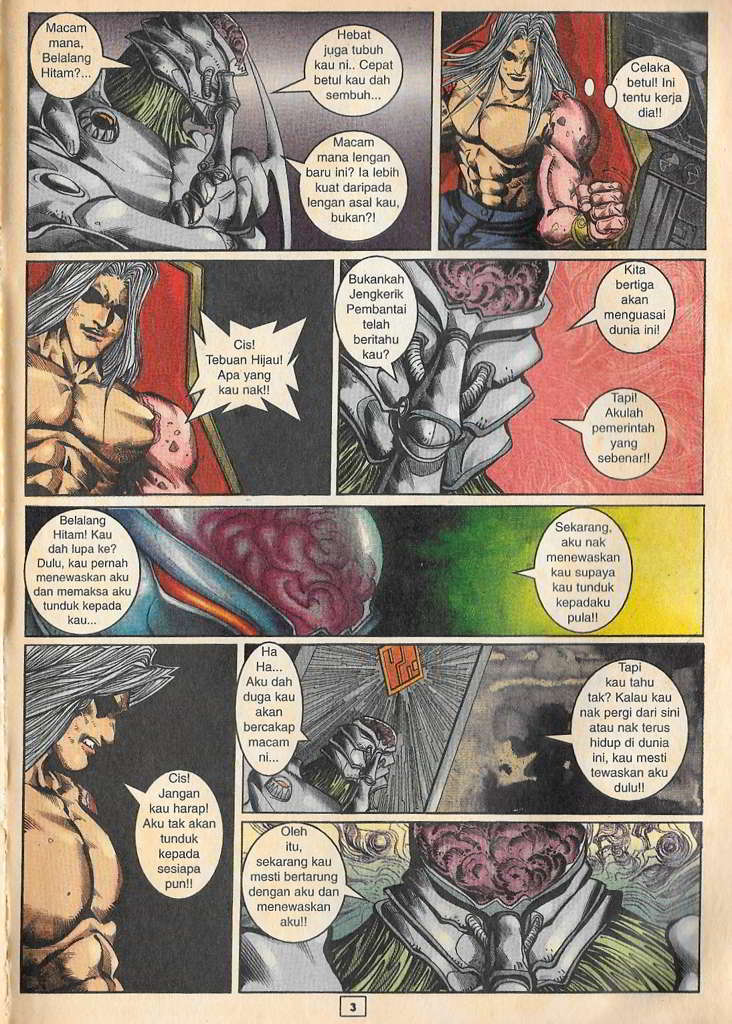 Macam
mana,
Belalang
Hitam?...
Hebat
juga tubuh
kau ni.. Cepat
betul kau dah
sembuh...
Macam
mana lengan
baru ini? Ia lebih
kuat daripada
lengan asal kau,
bukan?!
Celaka
betul! Ini
tentu kerja
dia!!
Cis!
Tebuan Hijau!
Apa yang
kau nak!!
Bukankah
Jengkerik
Pembantai
telah
beritahu
kau?
Kita
bertiga
akan
menguasai
dunia ini!
Tapi!
Akulah
pemerintah
yang
sebenar!!
Belalang
Hitam! Kau
dah lupa ke?
Dulu, kau pernah
menewaskan aku
dan memaksa aku
tunduk kepada
kau...
Sekarang,
aku nak
menewaskan
kau supaya
kau tunduk
kepadaku
pula!!
Cis!
Jangan
kau harap!
Aku tak akan
tunduk
kepada
sesiapa
pun!!
Ha
Ha...
Aku dah
duga kau
akan
bercakap
macam
ni...
Tapi
kau tahu
tak? Kalau kau
nak pergi dari sini
atau nak terus
hidup di dunia
ini, kau mesti
tewaskan aku
dulu!!
Oleh
itu,
sekarang kau
mesti bertarung
dengan aku dan
menewaskan
aku!!
3